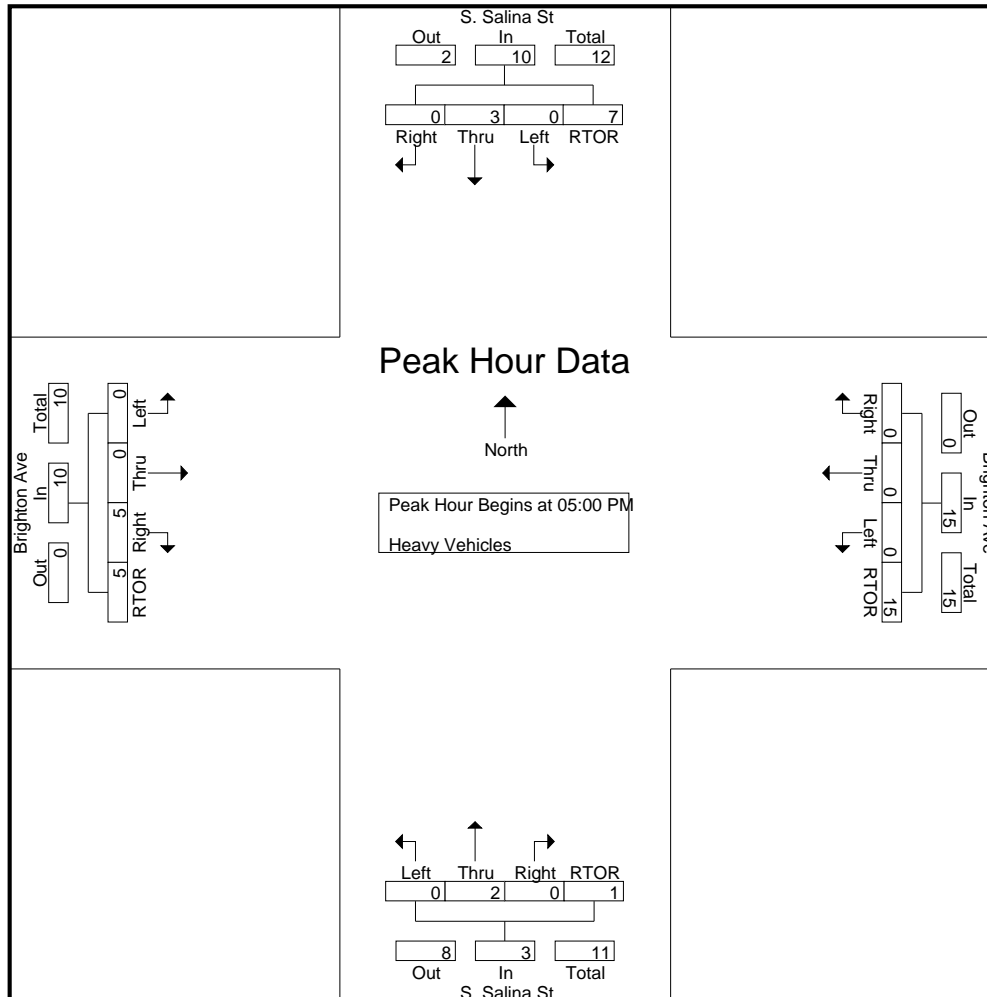 S. Salina St
Out In Total
2 10 12
0 3 0 7
Right Thru Left RTOR
Peak Hour Data
North
Peak Hour Begins at 05:00 PM
Heavy Vehicles
Brighton Ave
Out In Total
0 10 10
RTOR Right Thru Left
5 5 0 0
Right Thru Left RTOR
0 0 0 15
Out In Total
0 15 15
Brighton Ave
Left Thru Right RTOR
0 2 0 1
8 3 11
Out In Total
S. Salina St